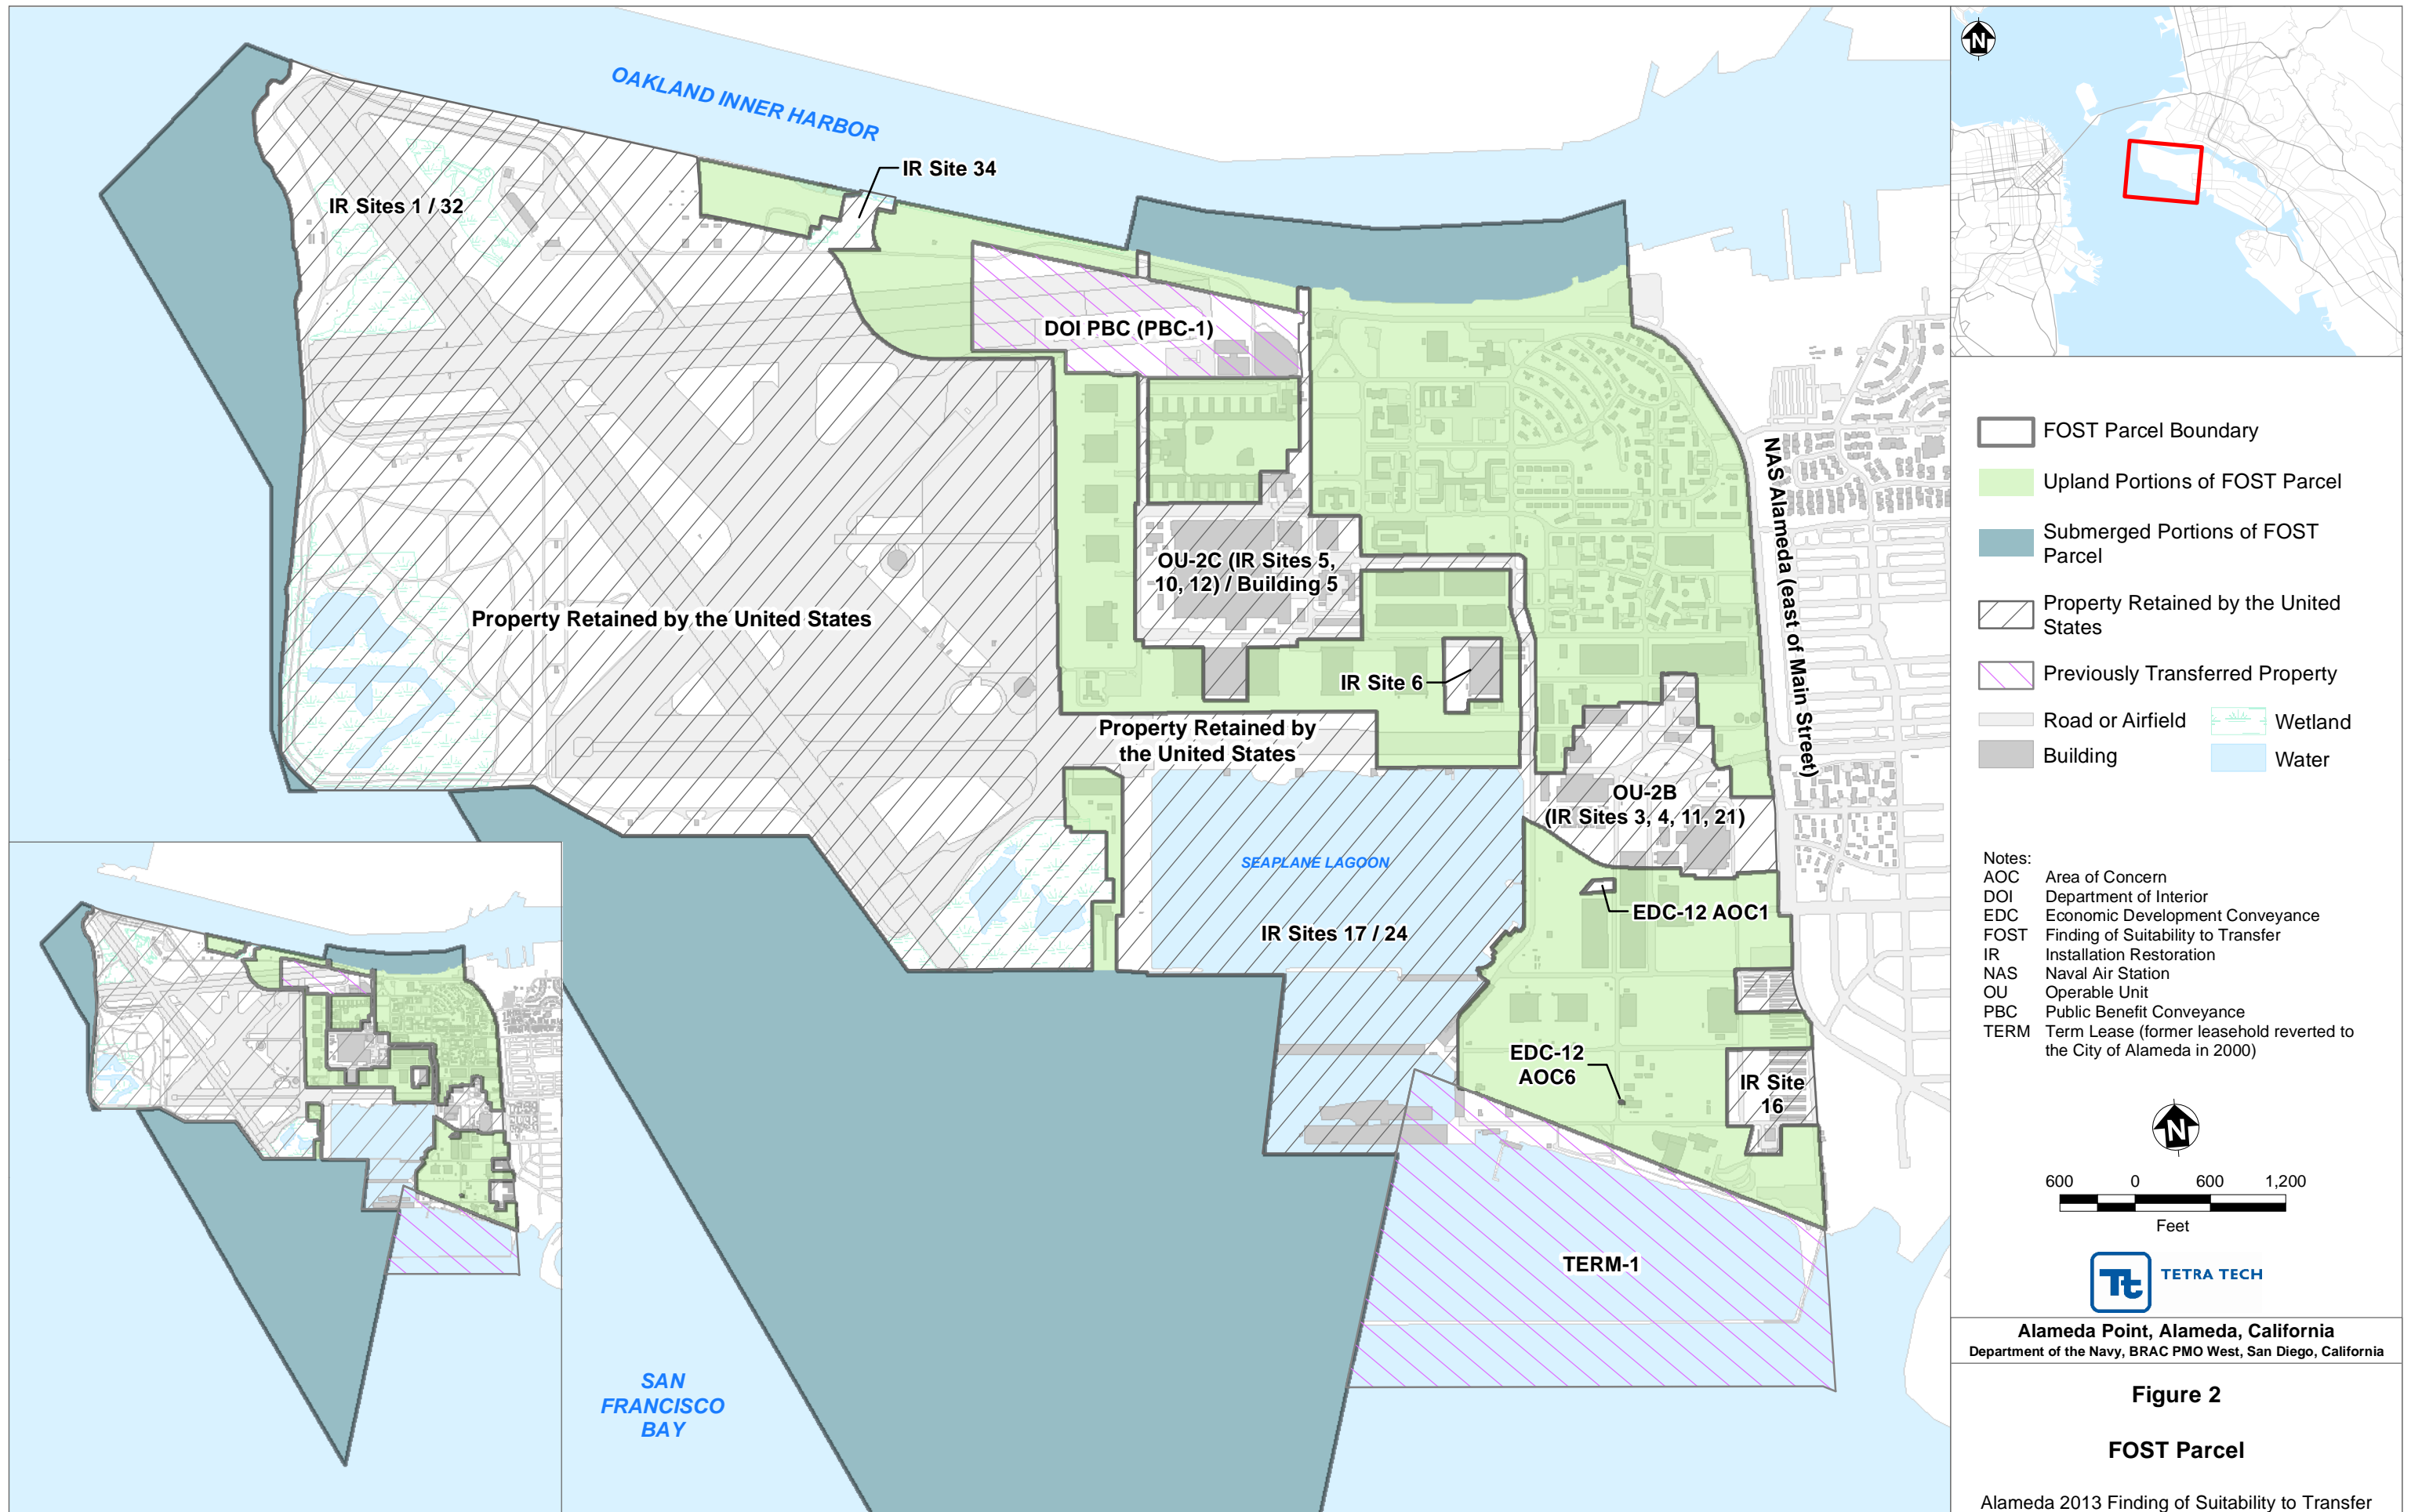 OAKLAND INNER HARBOR
IR Site 34
IR Sites 1 / 32
DOI PBC (PBC-1)
OU-2C (IR Sites 5,
10, 12) / Building 5
Property Retained by the United States
IR Site 6
Property Retained by
the United States
NAS Alameda (east of Main Street)
OU-2B
(IR Sites 3, 4, 11, 21)
SEAPLANE LAGOON
IR Sites 17 / 24
EDC-12 AOC1
EDC-12
AOC6
IR Site
16
TERM-1
SAN
FRANCISCO
BAY
N
FOST Parcel Boundary
Upland Portions of FOST Parcel
Submerged Portions of FOST
Parcel
Property Retained by the United
States
Previously Transferred Property
Road or Airfield
Wetland
Building
Water
Notes:
AOC Area of Concern
DOI Department of Interior
EDC Economic Development Conveyance
FOST Finding of Suitability to Transfer
IR Installation Restoration
NAS Naval Air Station
OU Operable Unit
PBC Public Benefit Conveyance
TERM Term Lease (former leasehold reverted to
the City of Alameda in 2000)
N
600 0 600 1,200
Feet
Tt TETRA TECH
Alameda Point, Alameda, California
Department of the Navy, BRAC PMO West, San Diego, California
Figure 2
FOST Parcel
Alameda 2013 Finding of Suitability to Transfer